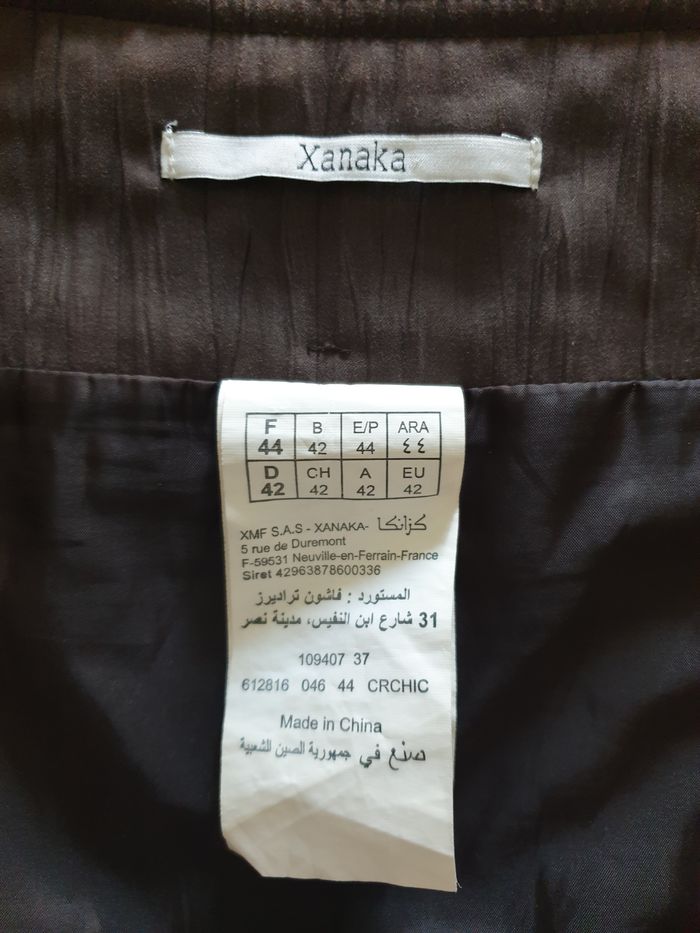 Xanaka
F B E/P ARA
44 42 44 ٤٤
D CH A EU
42 42 42 42
XMF S.A.S - XANAKA- كزانكا
5 rue de Duremont
F-59531 Neuville-en-Ferrain-France
Siret 42963878600336
المستورد : فاشون تراديرز
31 شارع ابن النفيس، مدينة نصر
109407 37
612816 046 44 CRCHIC
Made in China
صنع في جمهورية الصين الشعبية